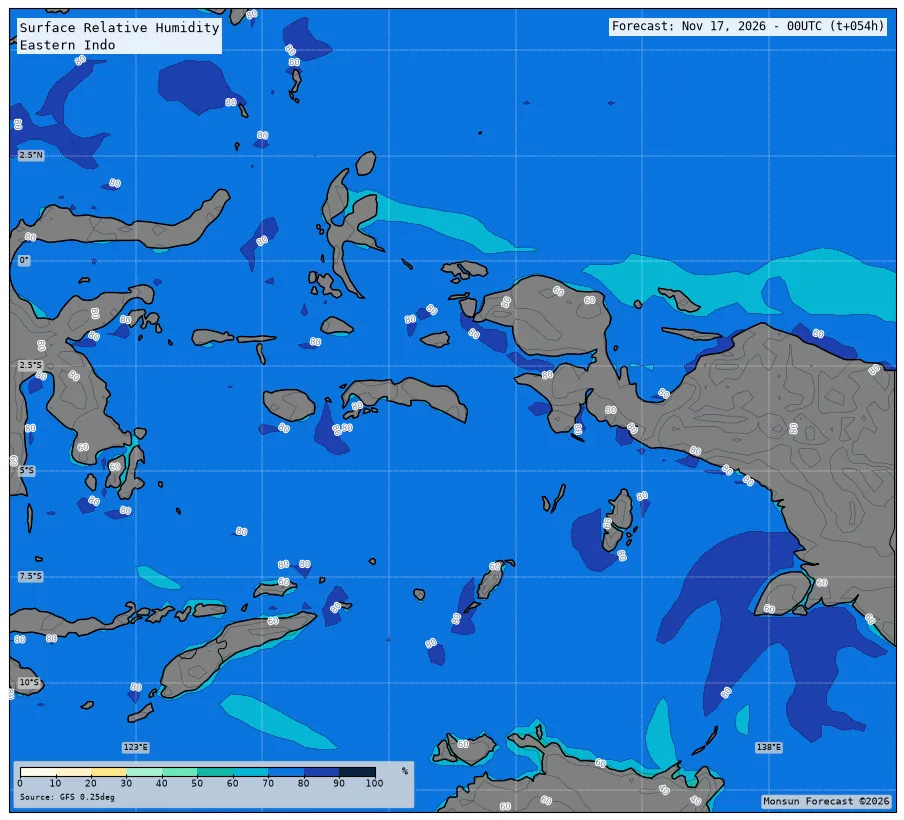 Surface Relative Humidity
Eastern Indo
Forecast: Nov 17, 2026 - 00UTC (t+054h)
2.5°N
0°
2.5°S
5°S
7.5°S
10°S
123°E
138°E
0 10 20 30 40 50 60 70 80 90 100 %
Source: GFS 0.25deg
Monsun Forecast ©2026